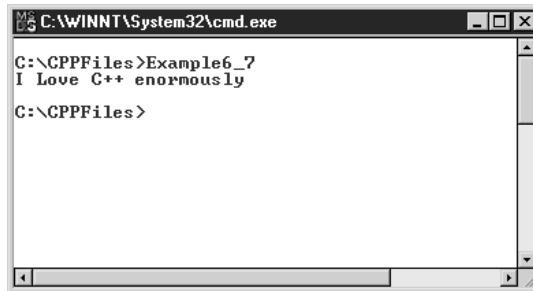 C:\WINNT\System32\cmd.exe
C:\CPPFiles>Example6_7
I Love C++ enormously
C:\CPPFiles>